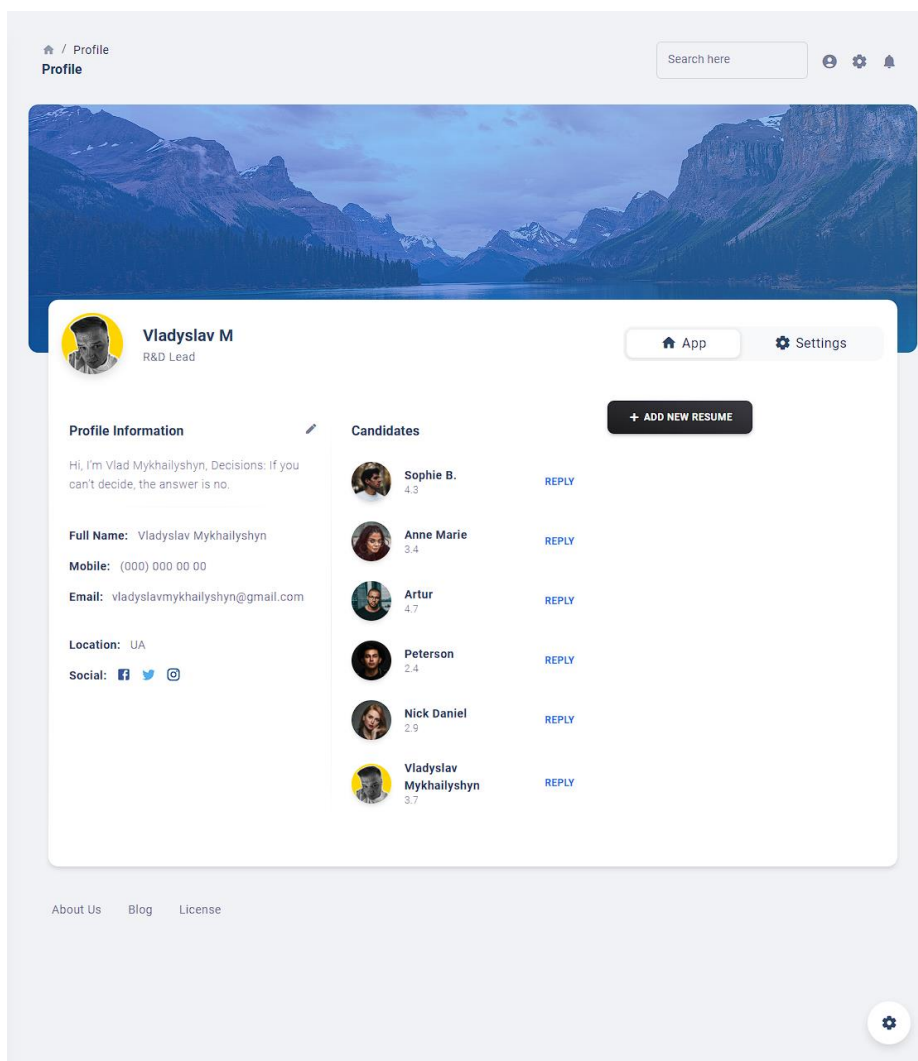 / Profile
Profile
Search here
Vladyslav M
R&D Lead
App
Settings
Profile Information
Hi, I'm Vlad Mykhailyshyn, Decisions: If you
can't decide, the answer is no.
Full Name: Vladyslav Mykhailyshyn
Mobile: (000) 000 00 00
Email: vladyslavmykhailyshyn@gmail.com
Location: UA
Social:
Candidates
+ ADD NEW RESUME
Sophie B.
4.3
REPLY
Anne Marie
3.4
REPLY
Artur
4.7
REPLY
Peterson
2.4
REPLY
Nick Daniel
2.9
REPLY
Vladyslav
Mykhailyshyn
3.7
REPLY
About Us
Blog
License